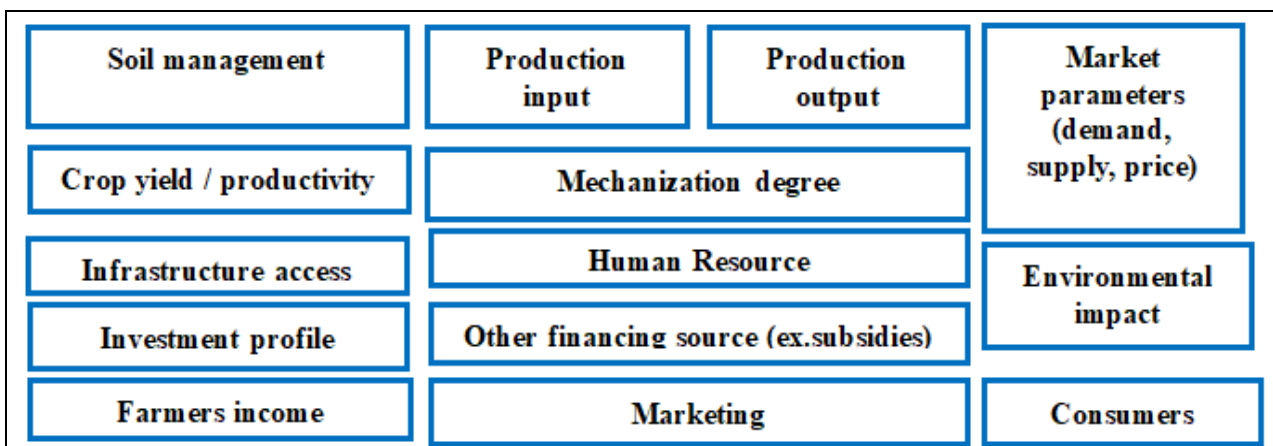 Soil management
Production
input
Production
output
Market
parameters
(demand,
supply, price)
Crop yield / productivity
Mechanization degree
Infrastructure access
Human Resource
Environmental
impact
Investment profile
Other financing source (ex.subsidies)
Farmers income
Marketing
Consumers